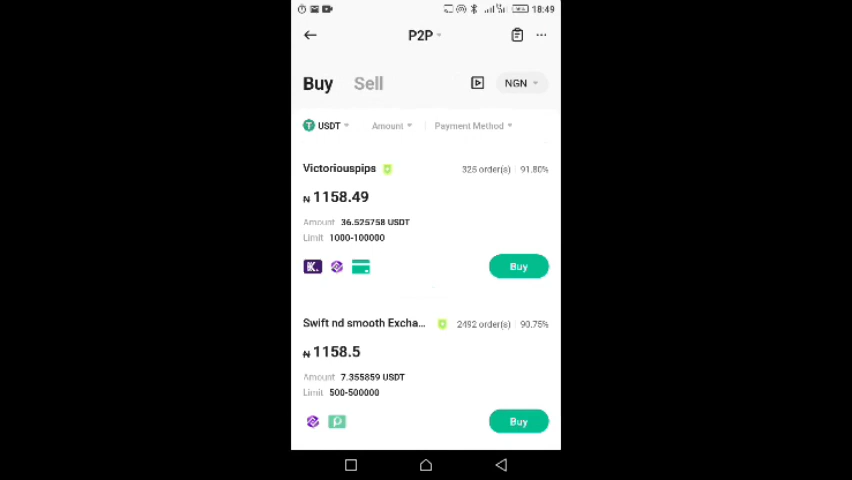 18:49
P2P
Buy Sell NGN
USDT Amount Payment Method
Victoriouspips 325 order(s) 91.80%
₦ 1158.49
Amount 36.525758 USDT
Limit 1000-100000
K.
Buy
Swift nd smooth Excha... 2492 order(s) 90.75%
₦ 1158.5
Amount 7.355859 USDT
Limit 500-500000
Buy